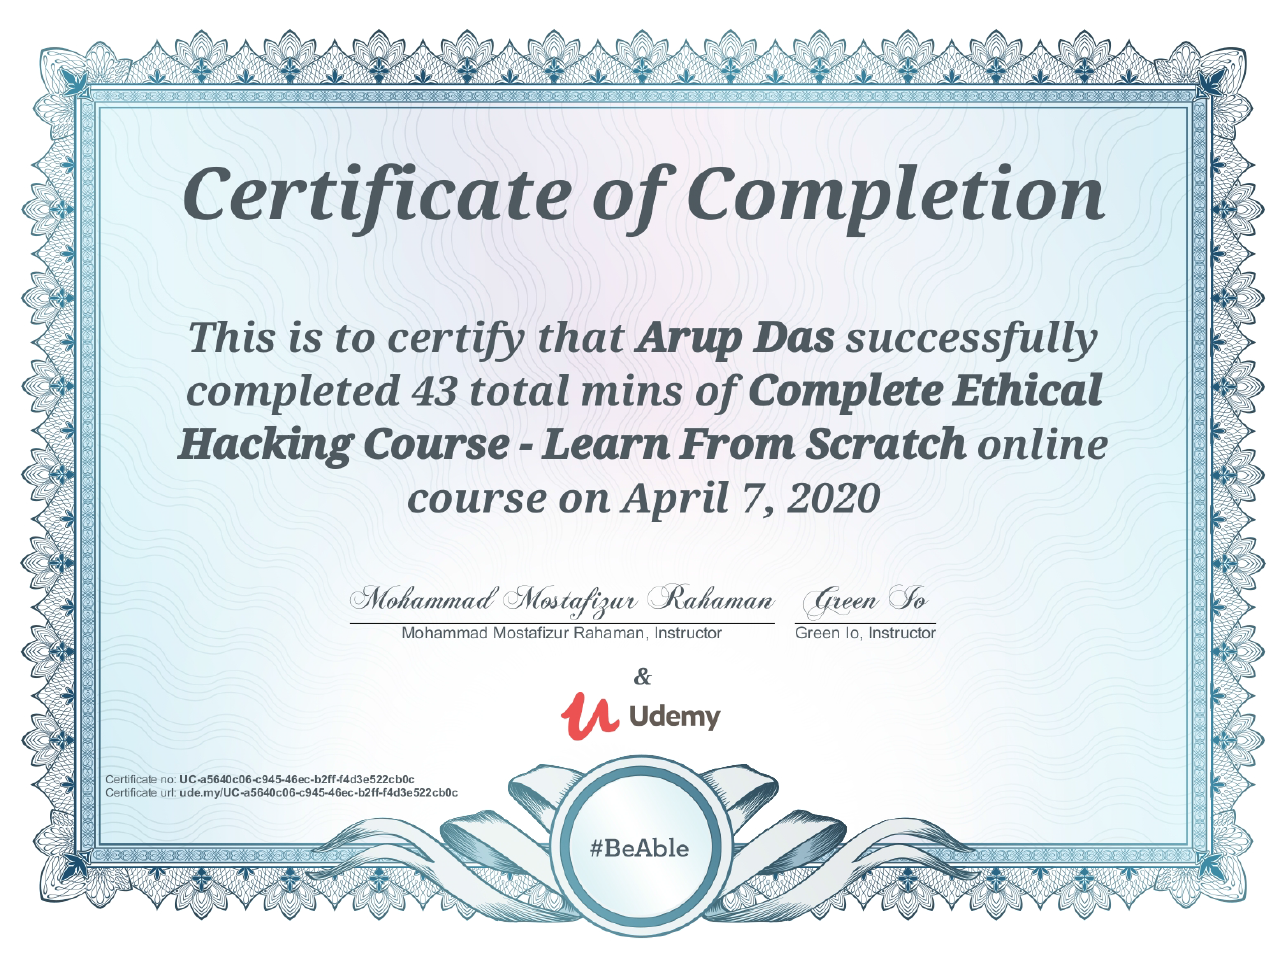 Certificate of Completion
This is to certify that Arup Das successfully
completed 43 total mins of Complete Ethical
Hacking Course - Learn From Scratch online
course on April 7, 2020
Mohammad Mostafizur Rahaman Green Io
Mohammad Mostafizur Rahaman, Instructor Green Io, Instructor
&
Udemy
Certificate no: UC-a5640c06-c945-46ec-b2ff-f4d3e522cb0c
Certificate url: ude.my/UC-a5640c06-c945-46ec-b2ff-f4d3e522cb0c
#BeAble